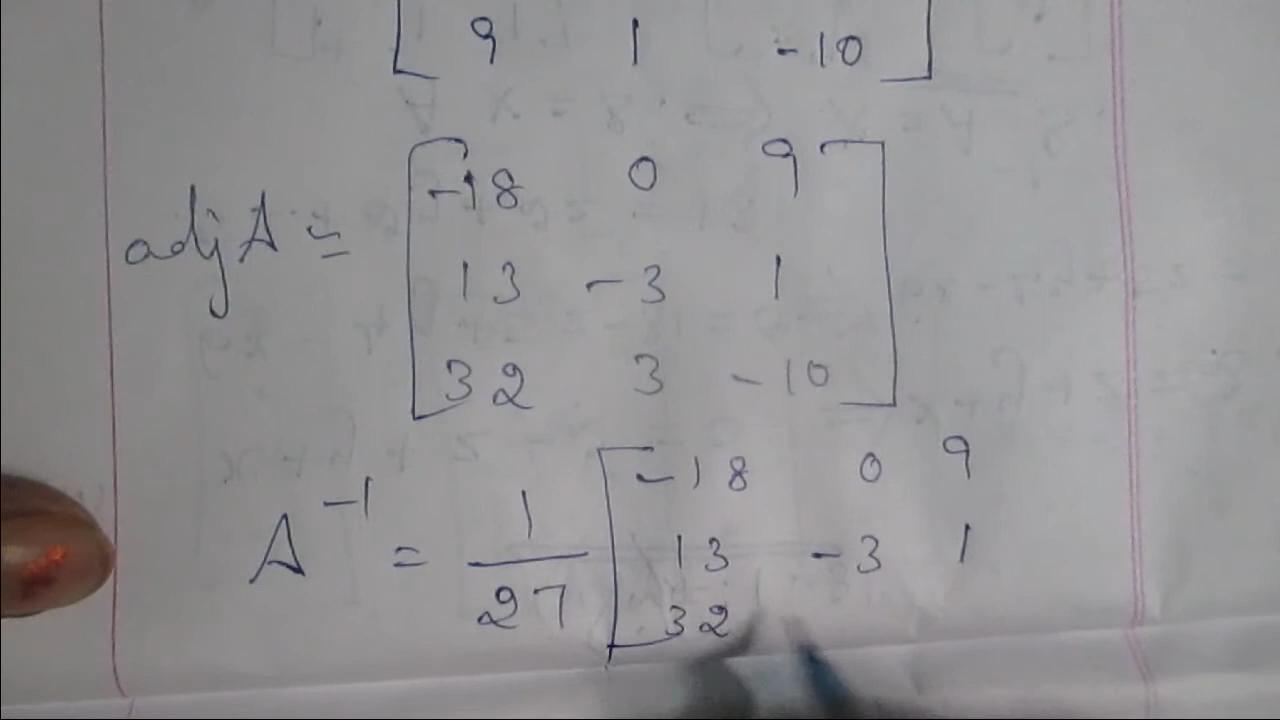 9 1 -10
adj A = -18 0 9
13 -3 1
32 3 -10
A^-1 = 1/27 -18 0 9
13 -3 1
32